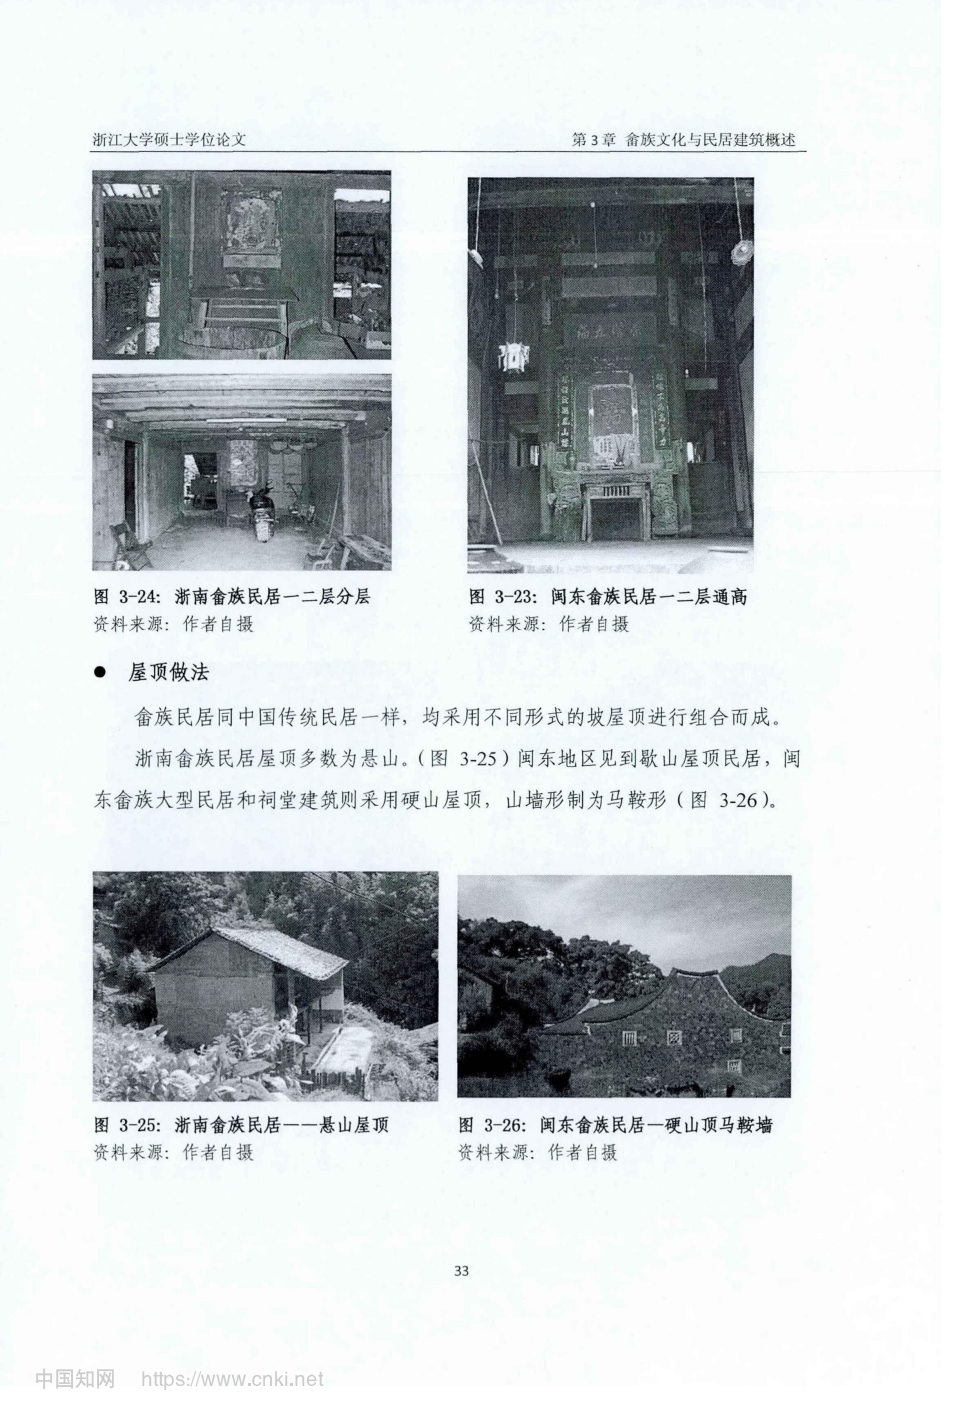 浙江大学硕士学位论文
第3章 畲族文化与民居建筑概述
图 3-24: 浙南畲族民居一二层分层
资料来源: 作者自摄
图 3-23: 闽东畲族民居一二层通高
资料来源: 作者自摄
● 屋顶做法
畲族民居同中国传统民居一样，均采用不同形式的坡屋顶进行组合而成。
浙南畲族民居屋顶多数为悬山。（图 3-25）闽东地区见到歇山屋顶民居，闽
东畲族大型民居和祠堂建筑则采用硬山屋顶，山墙形制为马鞍形（图 3-26）。
图 3-25: 浙南畲族民居——悬山屋顶
资料来源: 作者自摄
图 3-26: 闽东畲族民居—硬山顶马鞍墙
资料来源: 作者自摄
33
中国知网 https://www.cnki.net